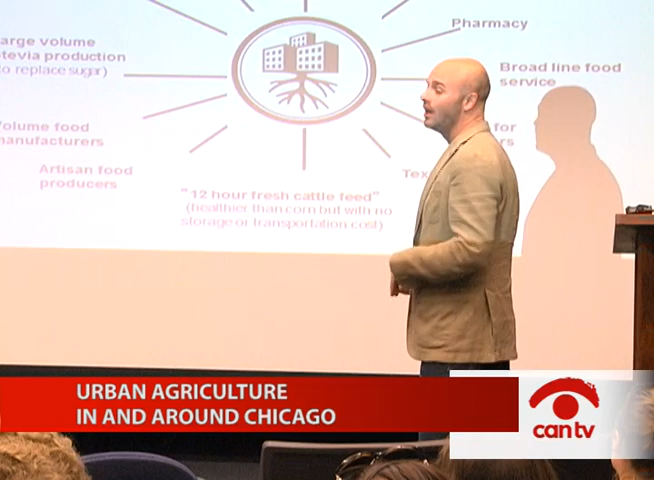 Pharmacy
arge volume
tevia production
to replace sugar)
Broad line food
service
olume food
anufacturers
for
rs
Artisan food
producers
Tex
"12 hour fresh cattle feed"
(healthier than corn but with no
storage or transportation cost)
URBAN AGRICULTURE
IN AND AROUND CHICAGO
can tv